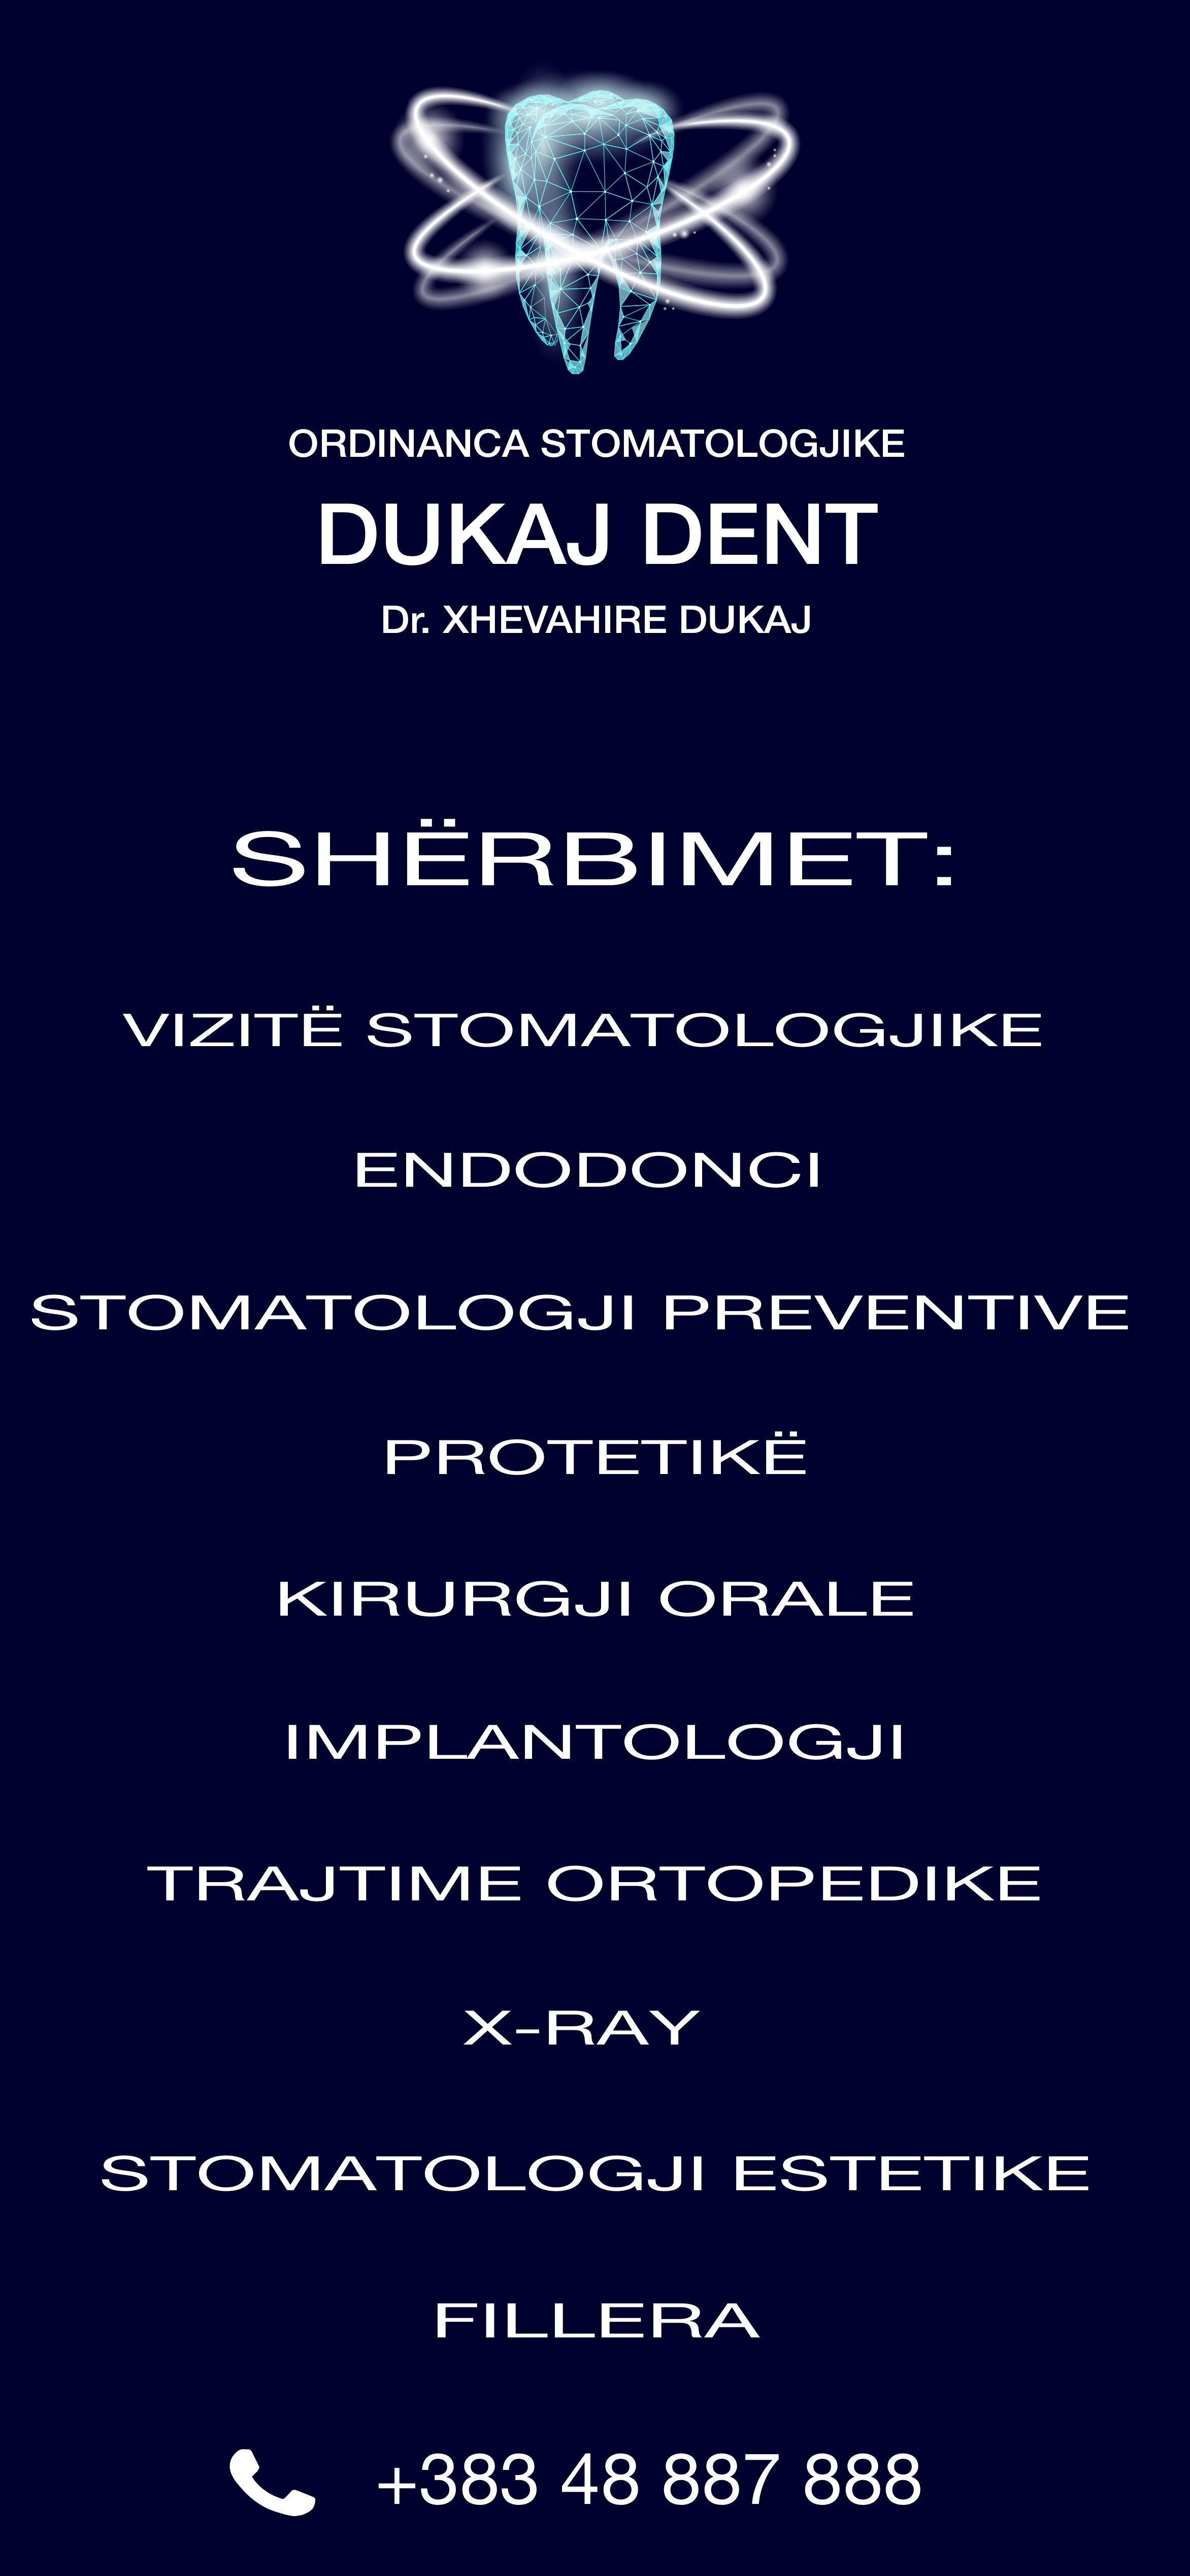 ORDINANCA STOMATOLOGJIKE
DUKAJ DENT
Dr. XHEVAHIRE DUKAJ
SHËRBIMET:
VIZITË STOMATOLOGJIKE
ENDODONCI
STOMATOLOGJI PREVENTIVE
PROTETIKË
KIRURGJI ORALE
IMPLANTOLOGJI
TRAJTIME ORTOPEDIKE
X-RAY
STOMATOLOGJI ESTETIKE
FILLERA
+383 48 887 888